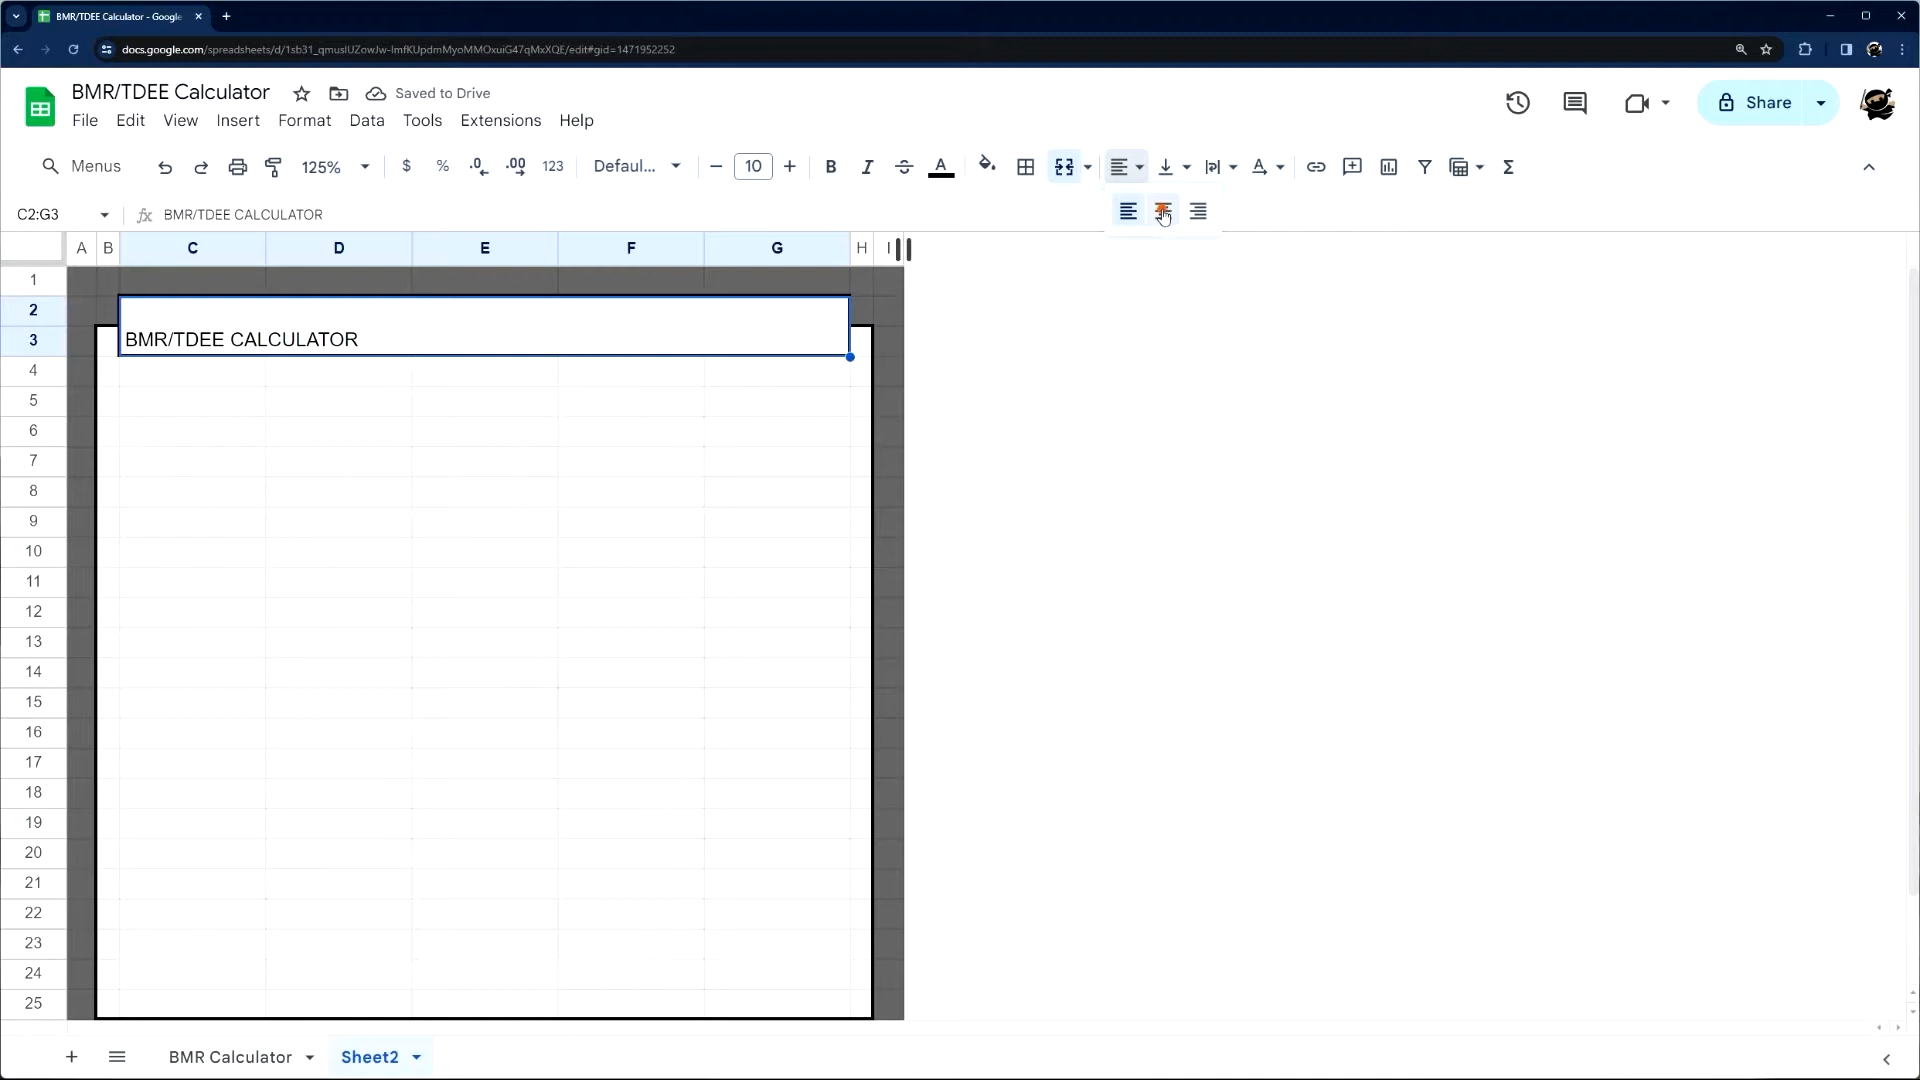 BMR/TDEE Calculator - Google
docs.google.com/spreadsheets/d/1sb31_qmusIUZowJw-ImfKUpdmMyoMMOxuiG47qMxXQE/edit#gid=1471952252
BMR/TDEE Calculator
Saved to Drive
File Edit View Insert Format Data Tools Extensions Help
Share
Menus 125% $ % .0 .00 123 Defaul... 10 B I A
C2:G3 fx BMR/TDEE CALCULATOR
A B C D E F G H I
1
2
3 BMR/TDEE CALCULATOR
4
5
6
7
8
9
10
11
12
13
14
15
16
17
18
19
20
21
22
23
24
25
BMR Calculator Sheet2